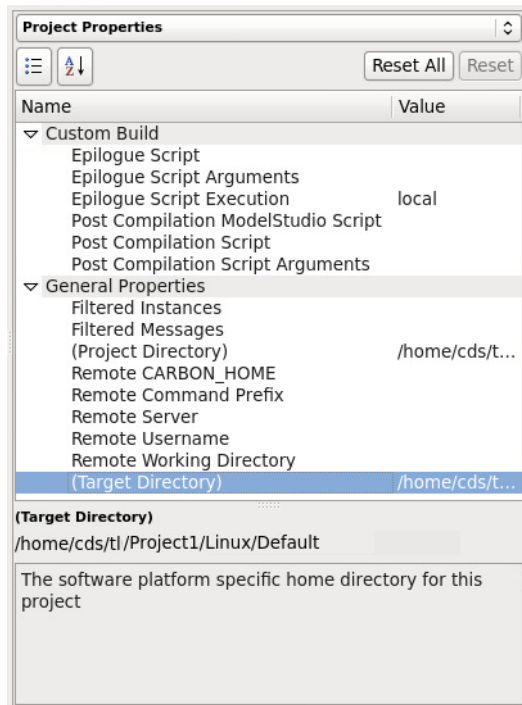 Project Properties
Reset All Reset
Name Value
Custom Build
Epilogue Script
Epilogue Script Arguments
Epilogue Script Execution local
Post Compilation ModelStudio Script
Post Compilation Script
Post Compilation Script Arguments
General Properties
Filtered Instances
Filtered Messages
(Project Directory) /home/cds/t...
Remote CARBON_HOME
Remote Command Prefix
Remote Server
Remote Username
Remote Working Directory
(Target Directory) /home/cds/t...
(Target Directory)
/home/cds/tl/Project1/Linux/Default
The software platform specific home directory for this
project